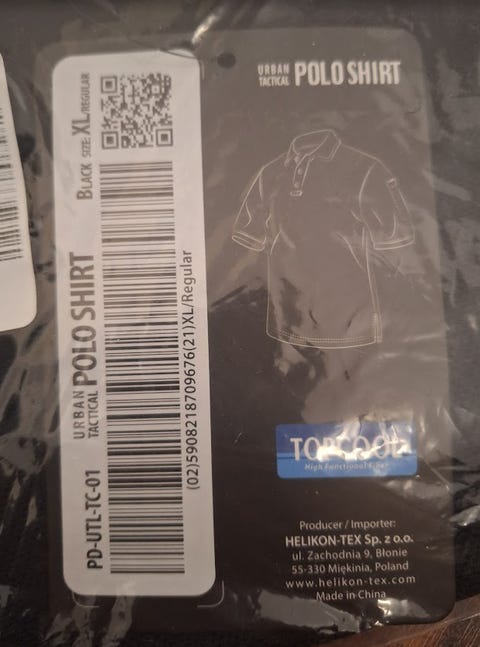 URBAN TACTICAL POLO SHIRT
BLACK SIZE: XL/REGULAR
PD-UTL-TC-01
(02)5908218709676(21)XL/Regular
URBAN
TACTICAL POLO SHIRT
TOPCOOL
High Functional Fiber
Producer / Importer:
HELIKON-TEX Sp. z o.o.
ul. Zachodnia 9, Błonie
55-330 Miękinia, Poland
www.helikon-tex.com
Made in China